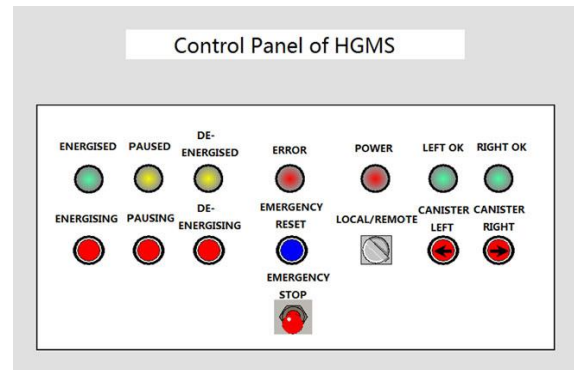 Control Panel of HGMS
ENERGISED PAUSED DE-ENERGISED ERROR POWER LEFT OK RIGHT OK
ENERGISING PAUSING DE-ENERGISING EMERGENCY RESET LOCAL/REMOTE CANISTER LEFT CANISTER RIGHT
EMERGENCY STOP